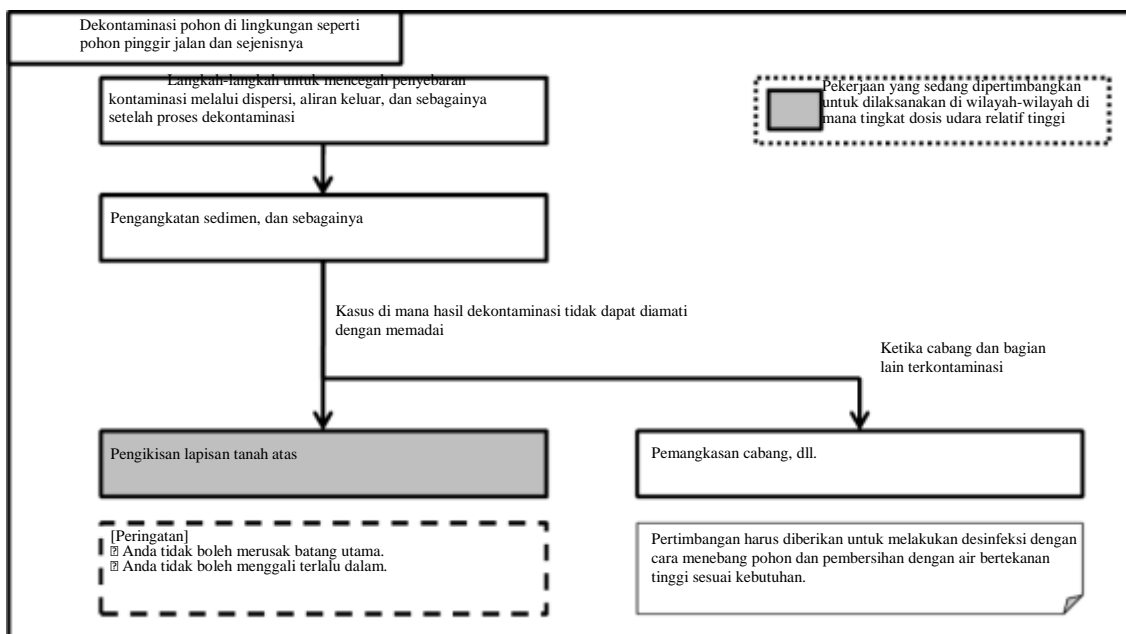 Dekontaminasi pohon di lingkungan seperti
pohon pinggir jalan dan sejenisnya
Langkah-langkah untuk mencegah penyebaran
kontaminasi melalui dispersi, aliran keluar, dan sebagainya
setelah proses dekontaminasi
Pekerjaan yang sedang dipertimbangkan
untuk dilaksanakan di wilayah-wilayah di
mana tingkat dosis udara relatif tinggi
Pengangkatan sedimen, dan sebagainya
Kasus di mana hasil dekontaminasi tidak dapat diamati
dengan memadai
Ketika cabang dan bagian
lain terkontaminasi
Pengikisan lapisan tanah atas
Pemangkasan cabang, dll.
[Peringatan]
⍰ Anda tidak boleh merusak batang utama.
⍰ Anda tidak boleh menggali terlalu dalam.
Pertimbangan harus diberikan untuk melakukan desinfeksi dengan
cara menebang pohon dan pembersihan dengan air bertekanan
tinggi sesuai kebutuhan.